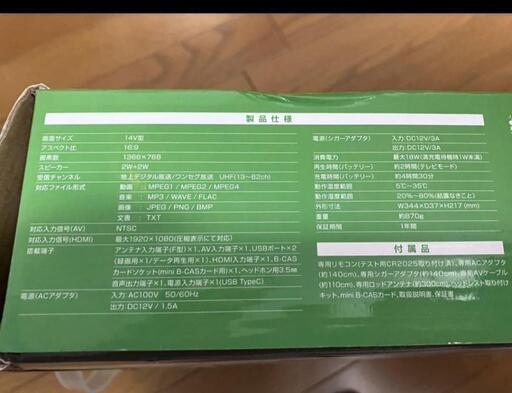 製品仕様
画面サイズ 14V型
アスペクト比 16:9
画素数 1366×768
スピーカー 2W+2W
受信チャンネル 地上デジタル放送/ワンセグ放送 UHF(13~62ch)
対応ファイル形式 動画：MPEG1 / MPEG2 / MPEG4
音楽：MP3 / WAVE / FLAC
画像：JPEG / PNG / BMP
文書：TXT
対応入力信号(AV) NTSC
対応入力信号(HDMI) 最大1920×1080(圧縮表示にて対応)
搭載端子 アンテナ入力端子(F型)×1、AV入力端子×1、USBポート×2
(録画用×1/データ再生用×1)、HDMI入力端子×1、B-CAS
カードソケット(mini B-CASカード用)×1、ヘッドホン用3.5㎜
音声出力端子×1、電源入力端子×1(USB TypeC)
電源(ACアダプタ) 入力：AC100V 50/60Hz
出力：DC12V / 1.5A
電源(シガーアダプタ) 入力：DC12V/3A
出力：DC12V/3A
消費電力 最大18W(満充電待機時1W未満)
再生時間(バッテリー) 約2時間(テレビモード)
充電時間(バッテリー) 約4時間30分
動作温度範囲 5℃~35℃
動作湿度範囲 20%~80%(結露なきこと)
外形寸法 W344×D37×H217 (mm)
質量 約870g
保証期間 1年間
付属品
専用リモコン(テスト用CR2025取り付け済)、専用ACアダプタ
(約140cm)、専用シガーアダプタ(約140cm)、専用AVケーブル
(約110cm)、専用ロッドアンテナ(約300cm)、ヘッドレスト取り付け
キット、mini B-CASカード、取扱説明書、保証書